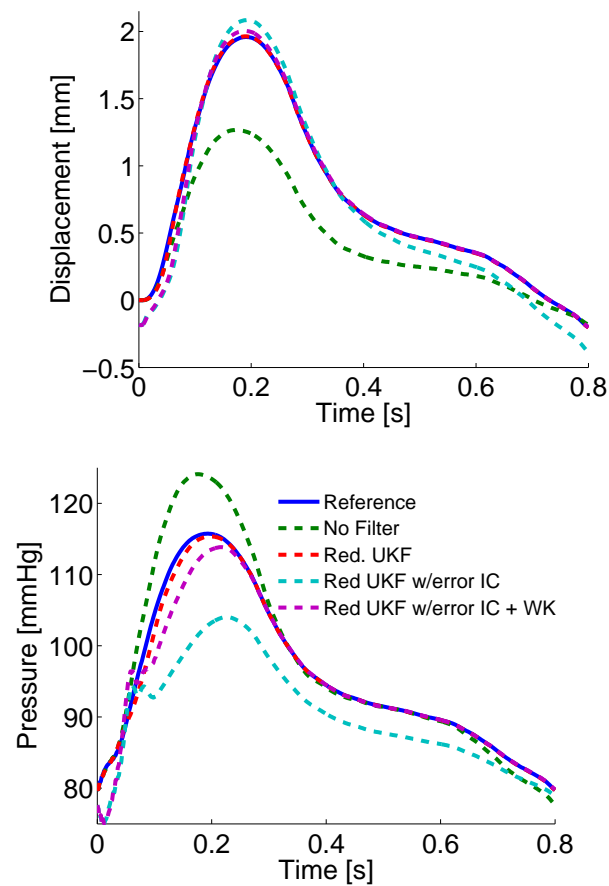 Displacement [mm]
2
1.5
1
0.5
0
−0.5
0
0.2
0.4
0.6
0.8
Time [s]
Pressure [mmHg]
120
110
100
90
80
Reference
No Filter
Red. UKF
Red UKF w/error IC
Red UKF w/error IC + WK
0
0.2
0.4
0.6
0.8
Time [s]